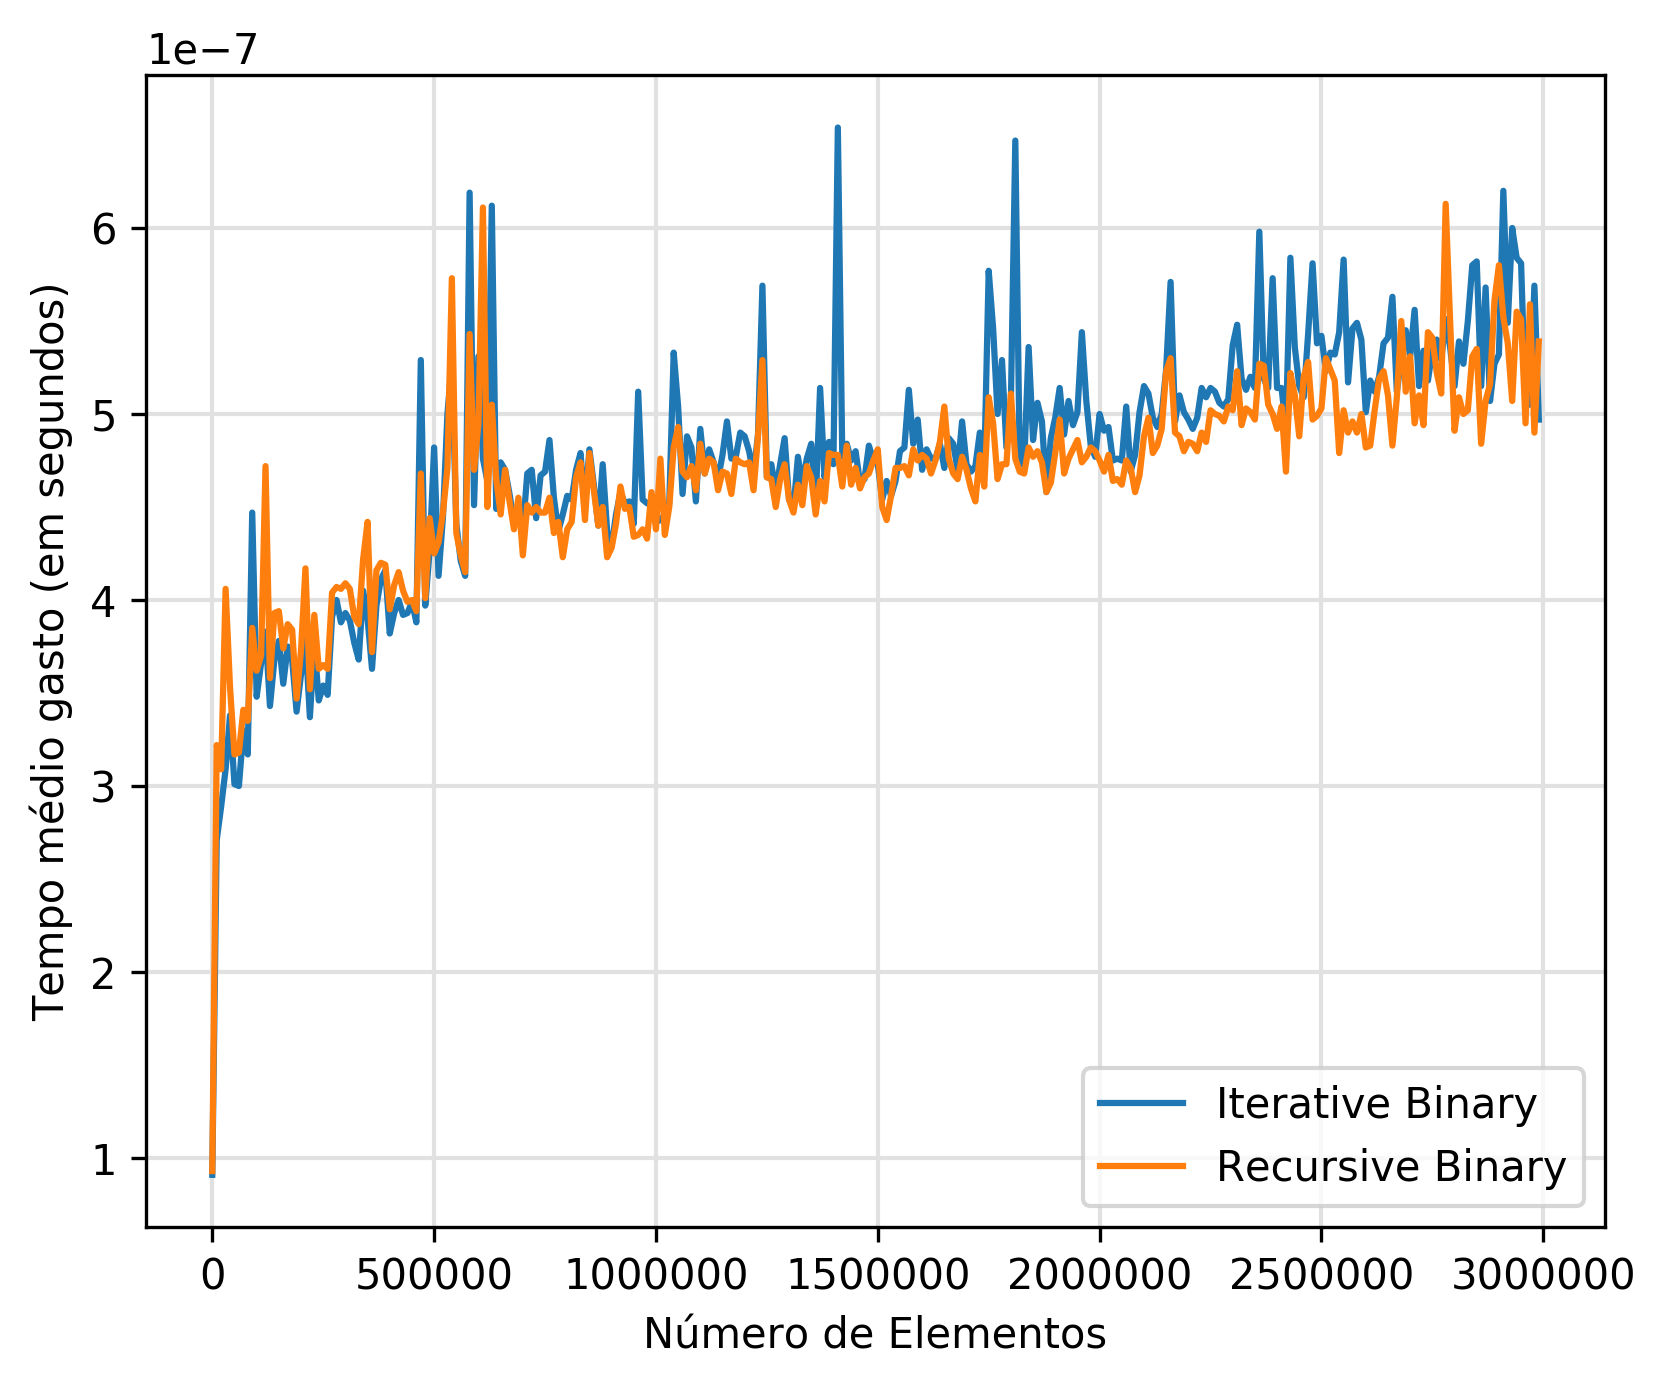 1e−7
6
5
4
3
2
1
Tempo médio gasto (em segundos)
Iterative Binary
Recursive Binary
0 500000 1000000 1500000 2000000 2500000 3000000
Número de Elementos